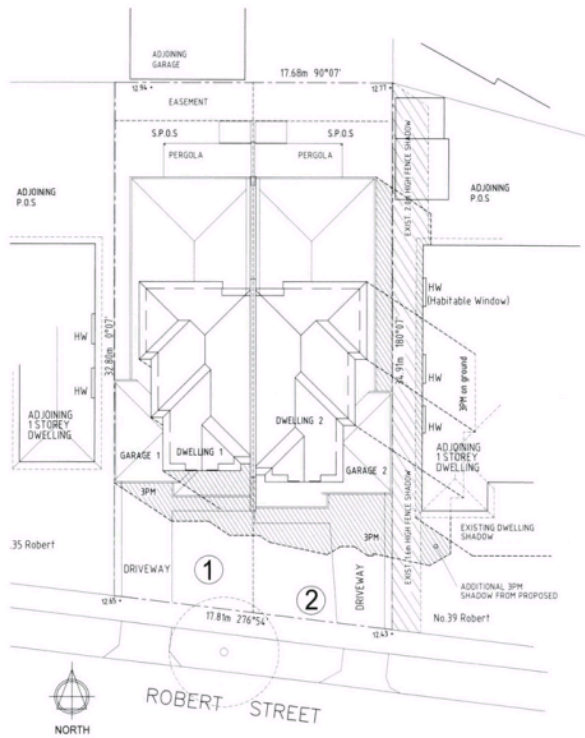 ADJOINING
GARAGE
17.68m 90°07'
12.94
12.77
EASEMENT
S.P.O.S
S.P.O.S
PERGOLA
PERGOLA
EXIST. 2.0m HIGH FENCE SHADOW
ADJOINING
P.O.S
ADJOINING
P.O.S
HW
(Habitable Window)
32.80m 0°07'
34.91m 180°07'
HW
HW
3PM on ground
HW
HW
ADJOINING
1 STOREY
DWELLING
DWELLING 2
GARAGE 1
DWELLING 1
GARAGE 2
ADJOINING
1 STOREY
DWELLING
3PM
3PM
EXIST. 1.6m HIGH FENCE SHADOW
EXISTING DWELLING
SHADOW
.35 Robert
DRIVEWAY
1
2
DRIVEWAY
ADDITIONAL 3PM
SHADOW FROM PROPOSED
12.65
17.81m 276°54'
12.43
No.39 Robert
ROBERT STREET
NORTH